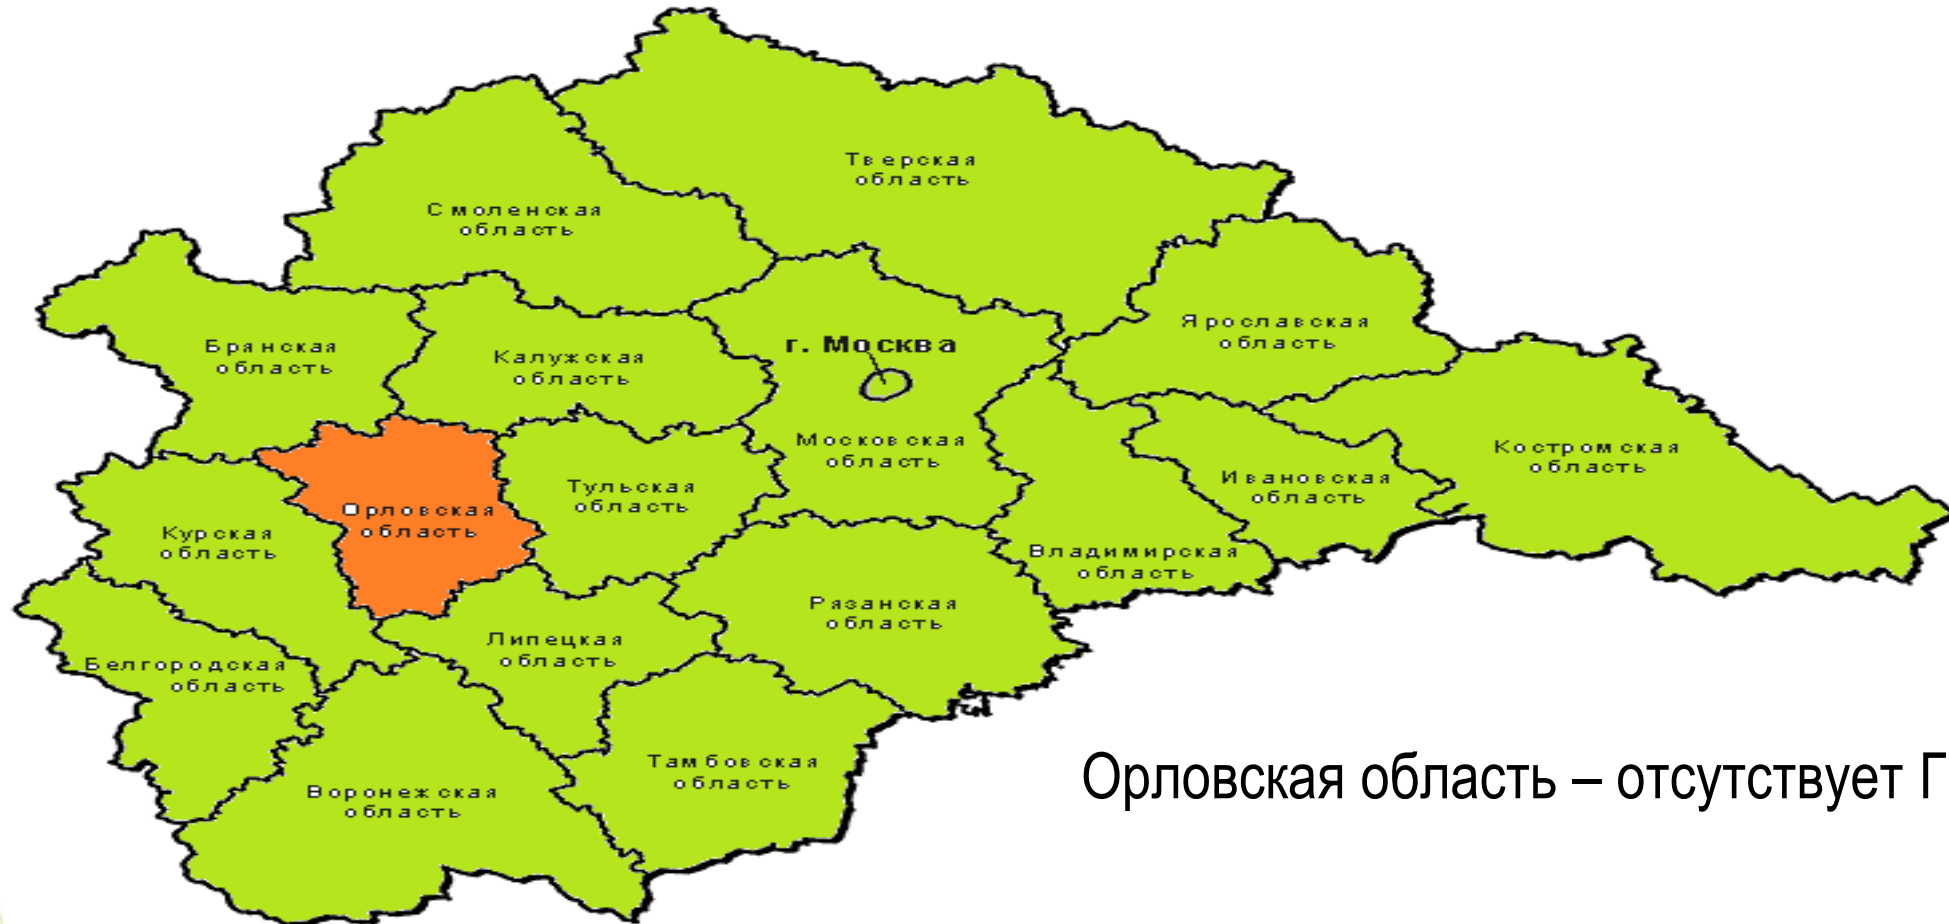 Тверская
область
Смоленская
область
Ярославская
область
Брянская
область
Калужская
область
г. Москва
Московская
область
Костромская
область
Ивановская
область
Тульская
область
Орловская
область
Курская
область
Владимирская
область
Рязанская
область
Липецкая
область
Белгородская
область
Тамбовская
область
Воронежская
область
Орловская область – отсутствует